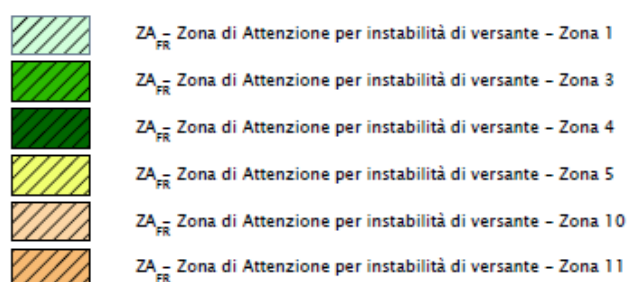 ZA_FR – Zona di Attenzione per instabilità di versante – Zona 1
ZA_FR – Zona di Attenzione per instabilità di versante – Zona 3
ZA_FR – Zona di Attenzione per instabilità di versante – Zona 4
ZA_FR – Zona di Attenzione per instabilità di versante – Zona 5
ZA_FR – Zona di Attenzione per instabilità di versante – Zona 10
ZA_FR – Zona di Attenzione per instabilità di versante – Zona 11